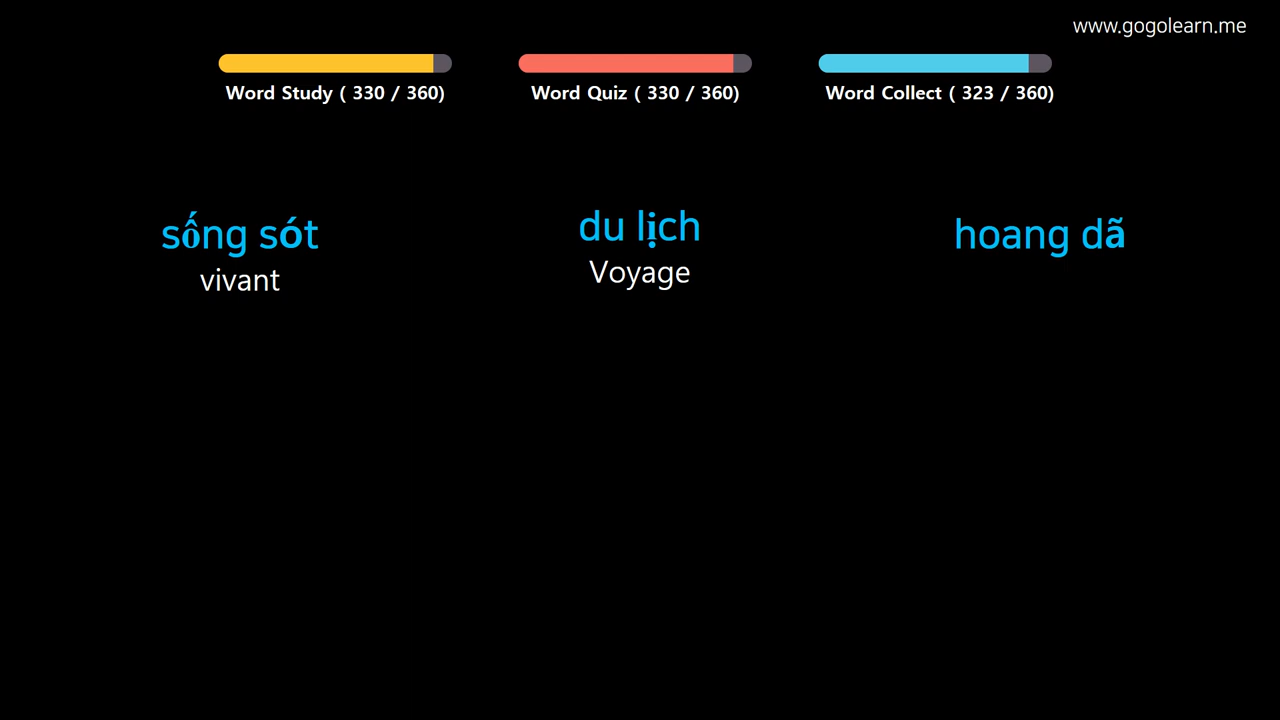 www.gogolearn.me
Word Study ( 330 / 360)
Word Quiz ( 330 / 360)
Word Collect ( 323 / 360)
sống sót
vivant
du lịch
Voyage
hoang dã